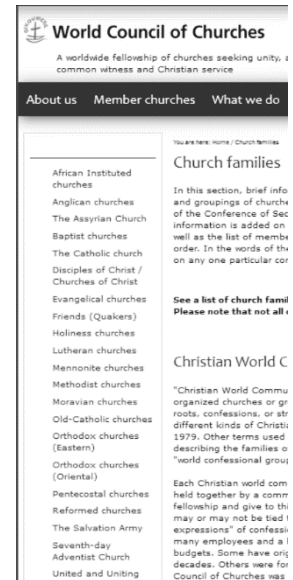 World Council of Churches
A worldwide fellowship of churches seeking unity, a
common witness and Christian service
About us Member churches What we do
You are here: Home / Church families
Church families
African Instituted
churches
Anglican churches
The Assyrian Church
Baptist churches
The Catholic church
Disciples of Christ /
Churches of Christ
Evangelical churches
Friends (Quakers)
Holiness churches
Lutheran churches
Mennonite churches
Methodist churches
Moravian churches
Old-Catholic churches
Orthodox churches
(Eastern)
Orthodox churches
(Oriental)
Pentecostal churches
Reformed churches
The Salvation Army
Seventh-day
Adventist Church
United and Uniting
In this section, brief info
and groupings of churche
of the Conference of Sec
information is added on
well as the list of membe
order. In the words of the
on any one particular con
See a list of church famil
Please note that not all c
Christian World C
"Christian World Commu
organized churches or gr
roots, confessions, or str
different kinds of Christia
1979. Other terms used
describing the families of
"world confessional group
Each Christian world com
held together by a comm
fellowship and give to thi
may or may not be tied t
expressions" of confessio
many employees and a l
budgets. Some have orig
decades. Others were for
Council of Churches was